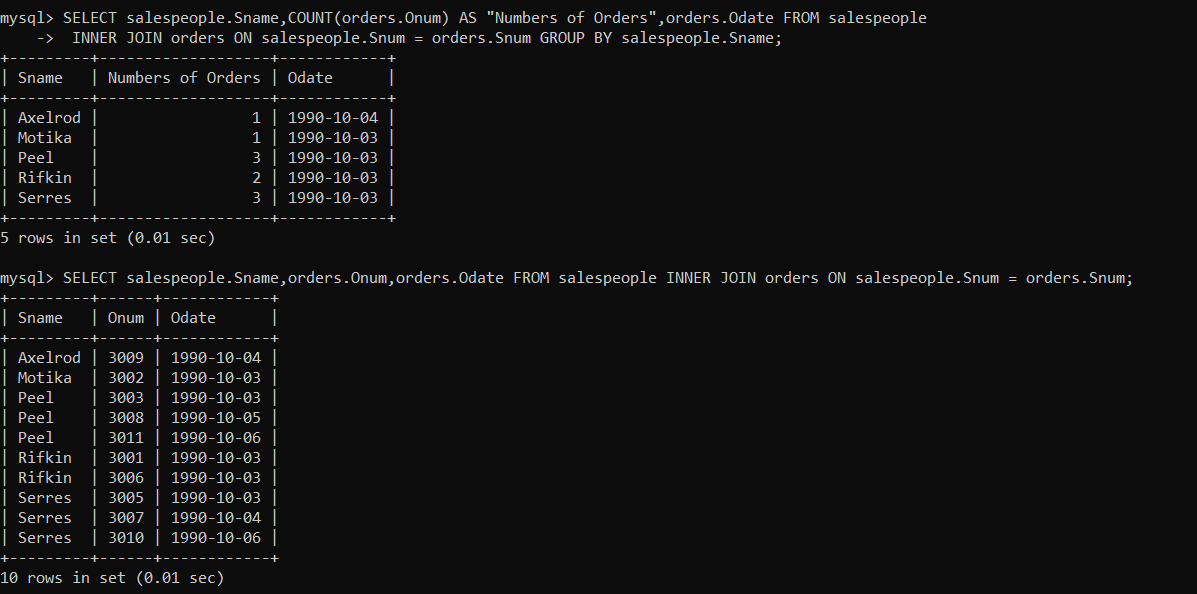 mysql> SELECT salespeople.Sname,COUNT(orders.Onum) AS "Numbers of Orders",orders.Odate FROM salespeople
    ->  INNER JOIN orders ON salespeople.Snum = orders.Snum GROUP BY salespeople.Sname;
+---------+-------------------+------------+
| Sname   | Numbers of Orders | Odate      |
+---------+-------------------+------------+
| Axelrod |                 1 | 1990-10-04 |
| Motika  |                 1 | 1990-10-03 |
| Peel    |                 3 | 1990-10-03 |
| Rifkin  |                 2 | 1990-10-03 |
| Serres  |                 3 | 1990-10-03 |
+---------+-------------------+------------+
5 rows in set (0.01 sec)

mysql> SELECT salespeople.Sname,orders.Onum,orders.Odate FROM salespeople INNER JOIN orders ON salespeople.Snum = orders.Snum;
+---------+------+------------+
| Sname   | Onum | Odate      |
+---------+------+------------+
| Axelrod | 3009 | 1990-10-04 |
| Motika  | 3002 | 1990-10-03 |
| Peel    | 3003 | 1990-10-03 |
| Peel    | 3008 | 1990-10-05 |
| Peel    | 3011 | 1990-10-06 |
| Rifkin  | 3001 | 1990-10-03 |
| Rifkin  | 3006 | 1990-10-03 |
| Serres  | 3005 | 1990-10-03 |
| Serres  | 3007 | 1990-10-04 |
| Serres  | 3010 | 1990-10-06 |
+---------+------+------------+
10 rows in set (0.01 sec)